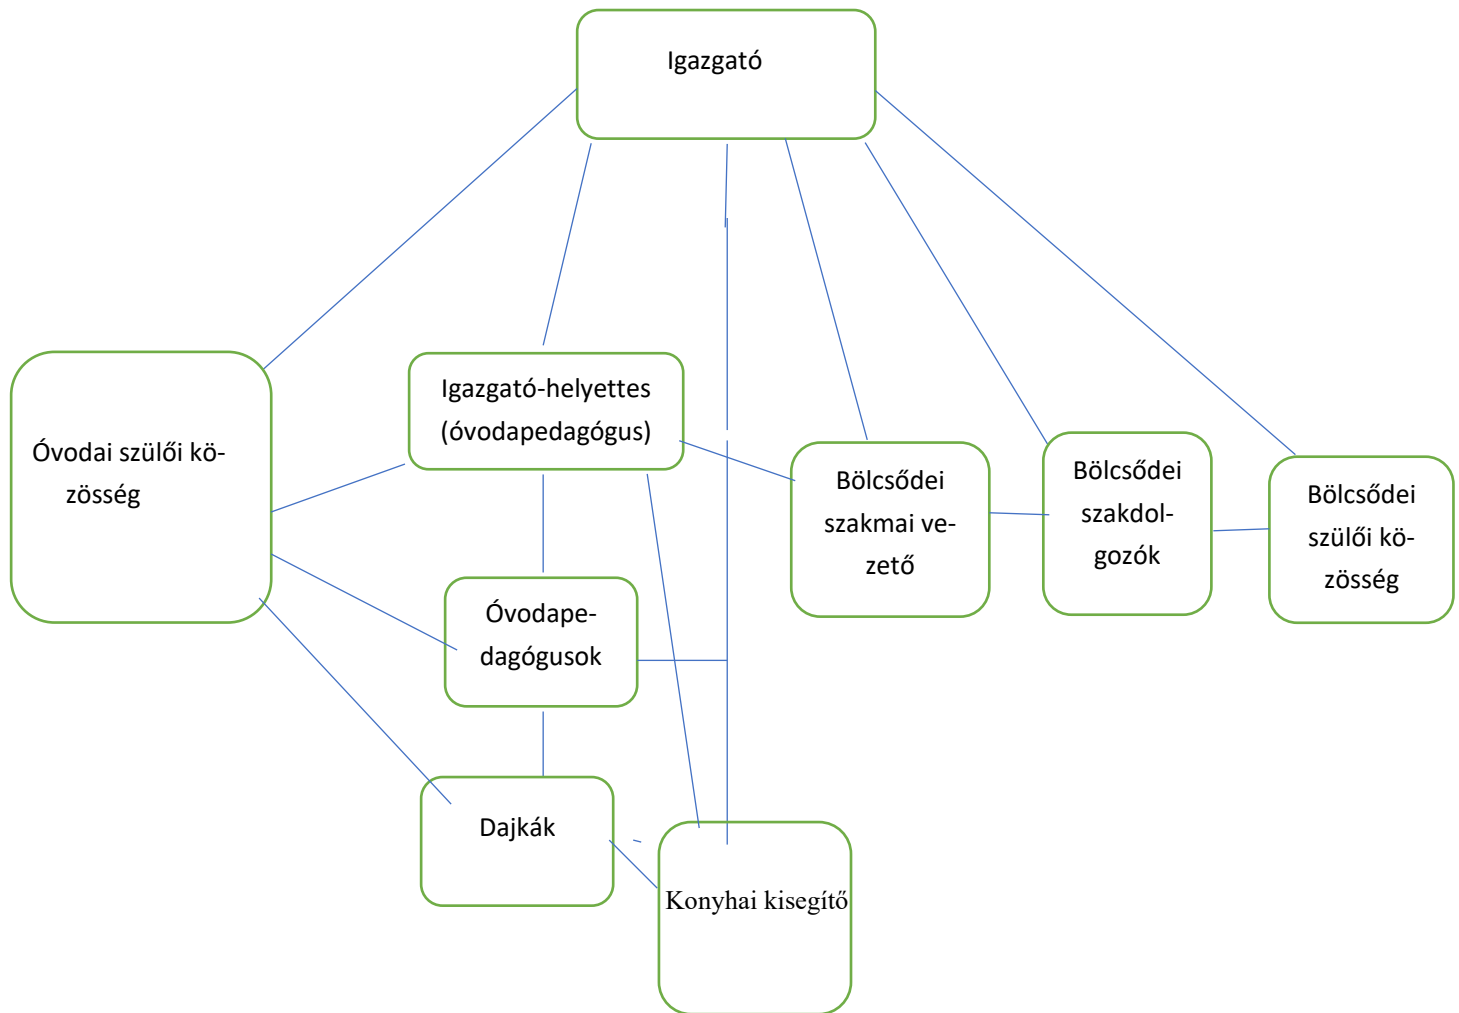 Igazgató
Igazgató-helyettes
(óvodapedagógus)
Óvodai szülői kö-
zösség
Bölcsődei
szakmai ve-
zető
Bölcsődei
szakdol-
gozók
Bölcsődei
szülői kö-
zösség
Óvodape-
dagógusok
Dajkák
Konyhai kisegítő